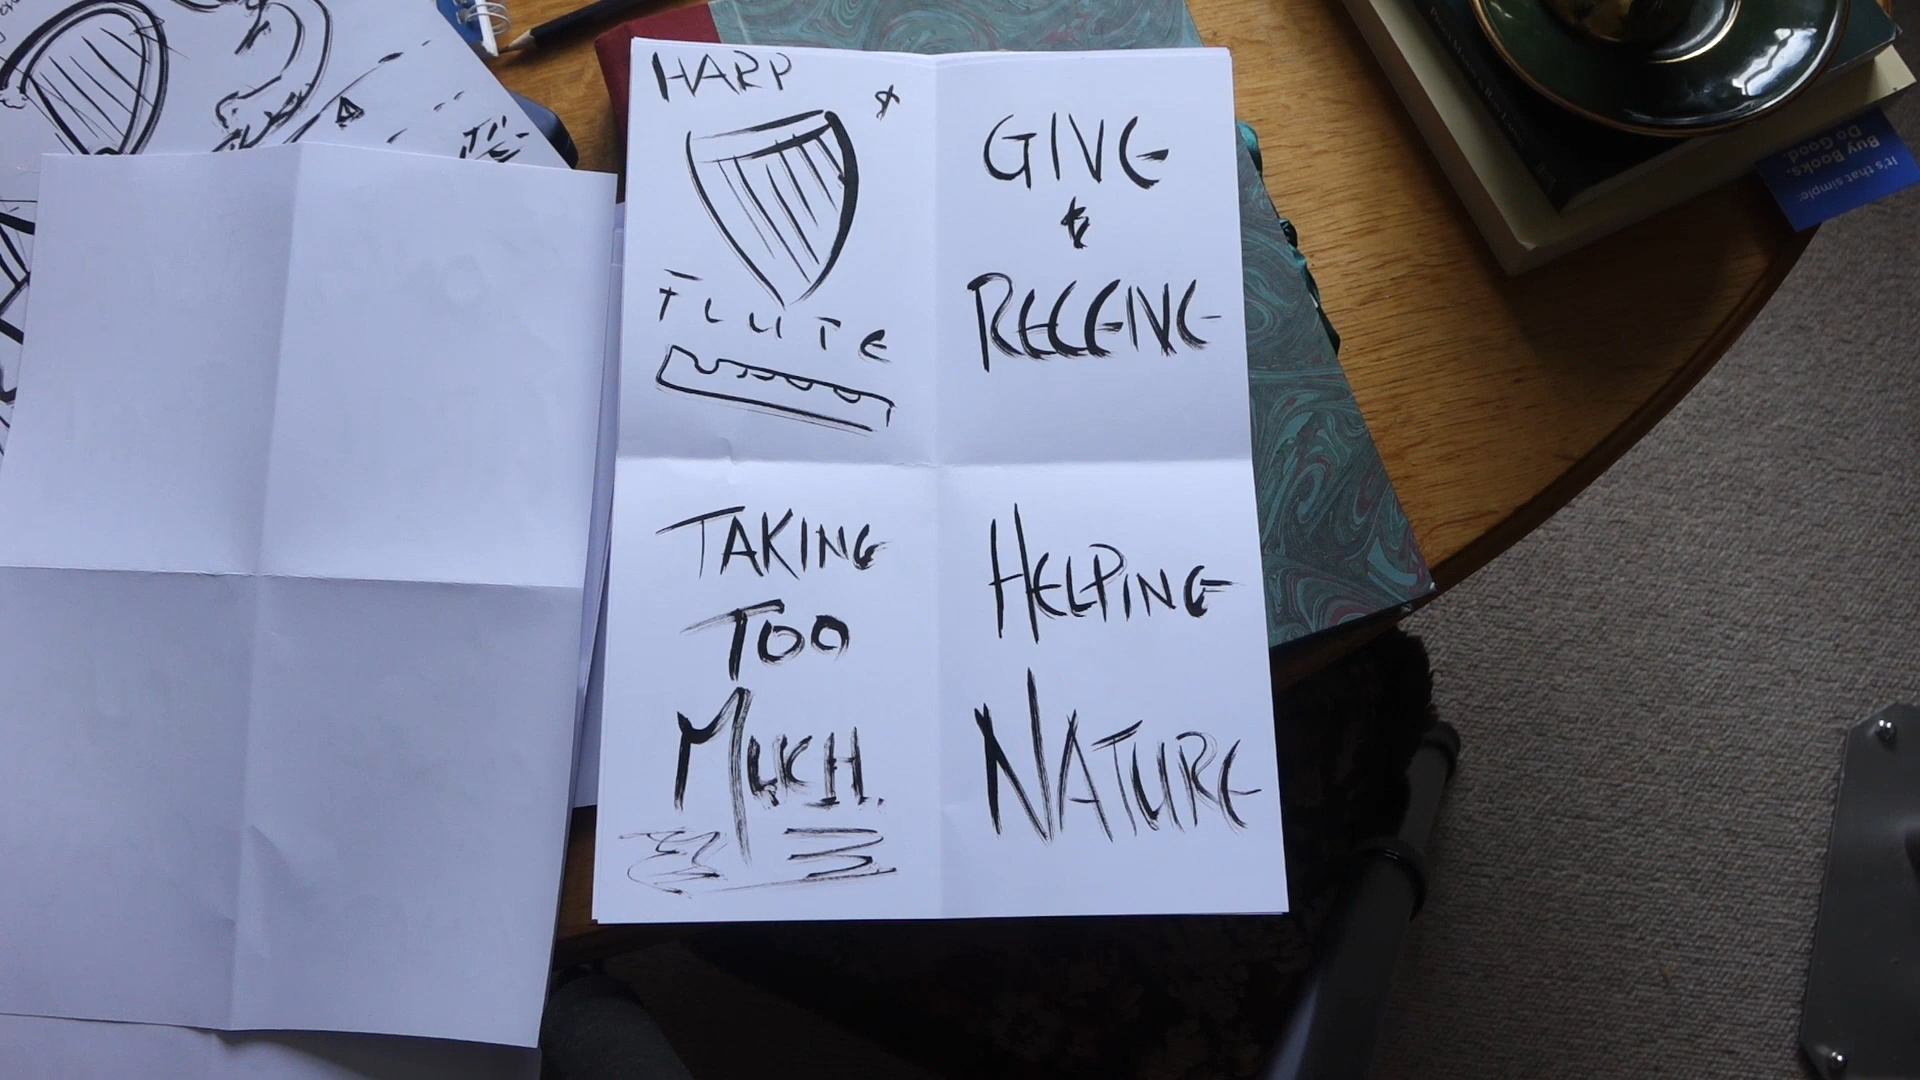 HARP
&
FLUTE
GIVE
&
RECEIVE
TAKING
TOO
MUCH.
HELPING
NATURE
It's that simple:
Buy Books.
Do Good.